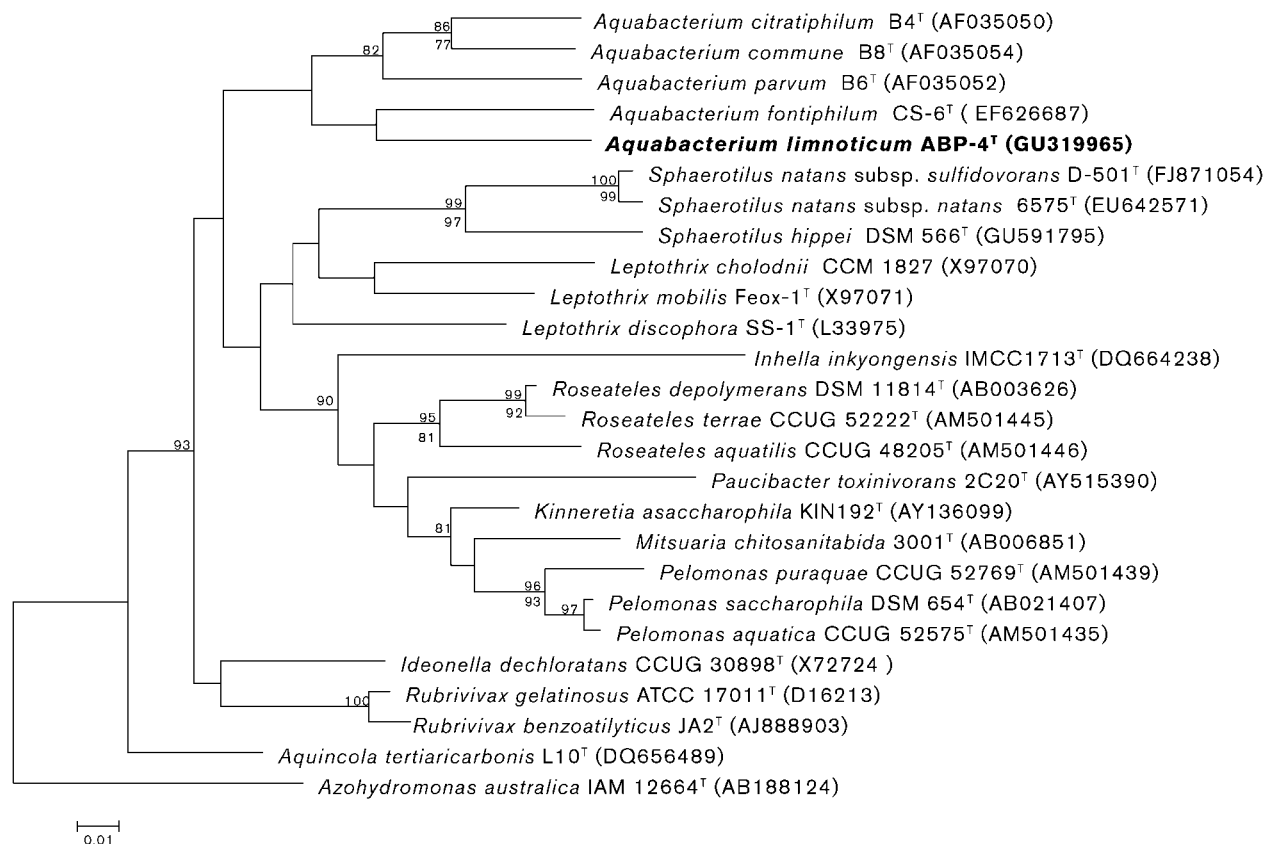 Aquabacterium citratiphilum B4ᵀ (AF035050)
86
77
Aquabacterium commune B8ᵀ (AF035054)
82
Aquabacterium parvum B6ᵀ (AF035052)
Aquabacterium fontiphilum CS-6ᵀ ( EF626687)
Aquabacterium limnoticum ABP-4ᵀ (GU319965)
Sphaerotilus natans subsp. sulfidovorans D-501ᵀ (FJ871054)
100
99
Sphaerotilus natans subsp. natans 6575ᵀ (EU642571)
99
97
Sphaerotilus hippei DSM 566ᵀ (GU591795)
Leptothrix cholodnii CCM 1827 (X97070)
Leptothrix mobilis Feox-1ᵀ (X97071)
Leptothrix discophora SS-1ᵀ (L33975)
Inhella inkyongensis IMCC1713ᵀ (DQ664238)
90
Roseateles depolymerans DSM 11814ᵀ (AB003626)
99
92
Roseateles terrae CCUG 52222ᵀ (AM501445)
95
81
Roseateles aquatilis CCUG 48205ᵀ (AM501446)
93
Paucibacter toxinivorans 2C20ᵀ (AY515390)
Kinneretia asaccharophila KIN192ᵀ (AY136099)
81
Mitsuaria chitosanitabida 3001ᵀ (AB006851)
Pelomonas puraquae CCUG 52769ᵀ (AM501439)
96
93
Pelomonas saccharophila DSM 654ᵀ (AB021407)
97
Pelomonas aquatica CCUG 52575ᵀ (AM501435)
Ideonella dechloratans CCUG 30898ᵀ (X72724 )
Rubrivivax gelatinosus ATCC 17011ᵀ (D16213)
100
Rubrivivax benzoatilyticus JA2ᵀ (AJ888903)
Aquincola tertiaricarbonis L10ᵀ (DQ656489)
Azohydromonas australica IAM 12664ᵀ (AB188124)
0.01